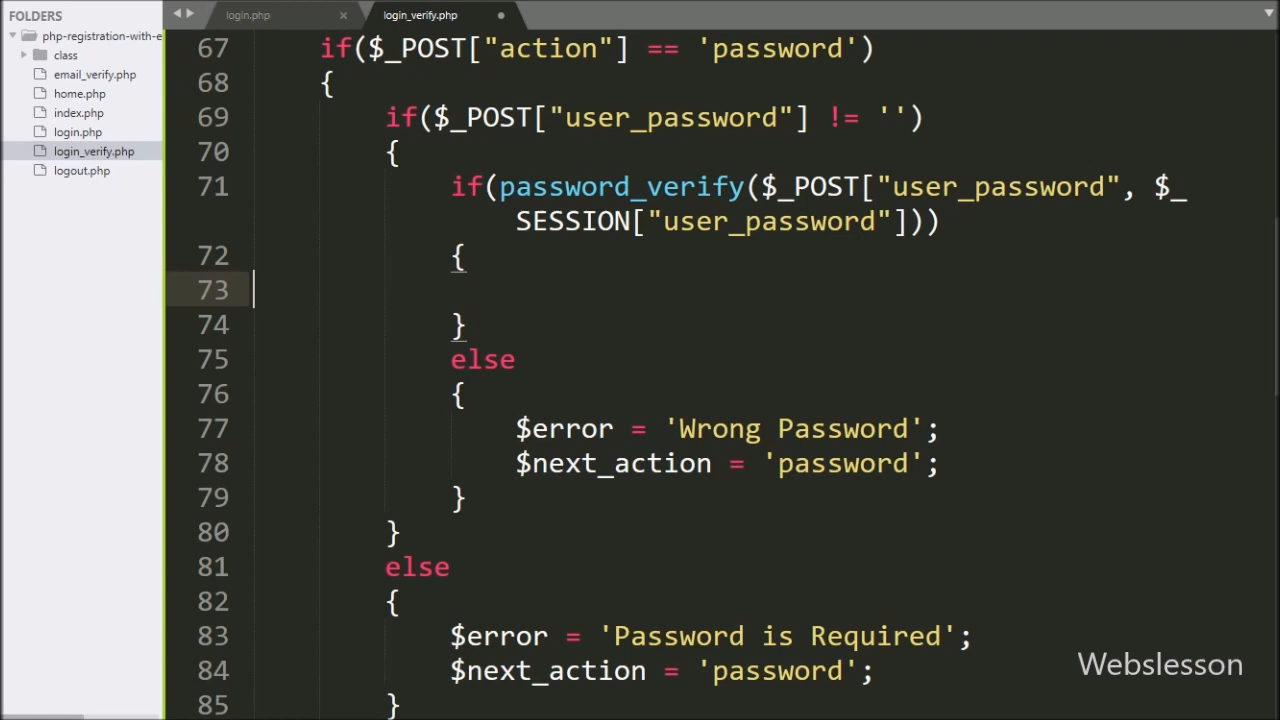 FOLDERS
php-registration-with-e
class
email_verify.php
home.php
index.php
login.php
login_verify.php
logout.php
login.php × login_verify.php
67 if($_POST["action"] == 'password')
68 {
69 if($_POST["user_password"] != '')
70 {
71 if(password_verify($_POST["user_password", $_
SESSION["user_password"]))
72 {
73
74 }
75 else
76 {
77 $error = 'Wrong Password';
78 $next_action = 'password';
79 }
80 }
81 else
82 {
83 $error = 'Password is Required';
84 $next_action = 'password';
85 }
Webslesson